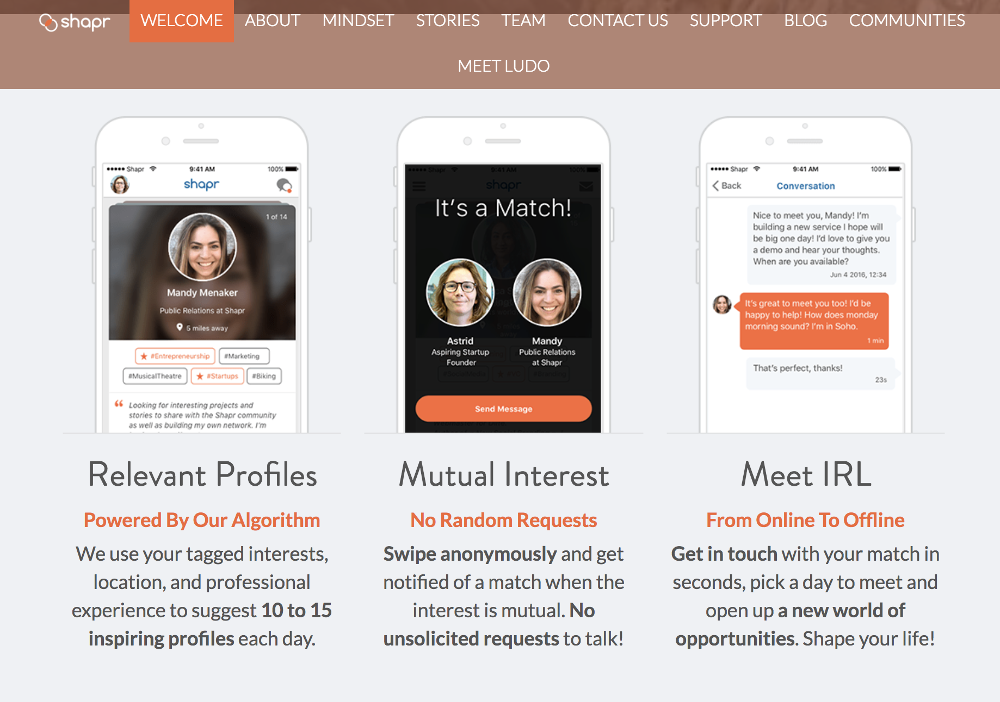 shapr
WELCOME
ABOUT
MINDSET
STORIES
TEAM
CONTACT US
SUPPORT
BLOG
COMMUNITIES
MEET LUDO
Shapr
9:41 AM
100%
shapr
1 of 14
Mandy Menaker
Public Relations at Shapr
5 miles away
#Entrepreneurship
#Marketing
#MusicalTheatre
#Startups
#Biking
“ Looking for interesting projects and
stories to share with the Shapr community
as well as building my own network. I'm
Relevant Profiles
Powered By Our Algorithm
We use your tagged interests,
location, and professional
experience to suggest 10 to 15
inspiring profiles each day.
Shapr
9:41 AM
100%
shapr
It's a Match!
Astrid
Aspiring Startup
Founder
Mandy
Public Relations
at Shapr
#SocialMedia
#VC
#Branding
Send Message
Mutual Interest
No Random Requests
Swipe anonymously and get
notified of a match when the
interest is mutual. No
unsolicited requests to talk!
Shapr
9:41 AM
100%
Back
Conversation
Nice to meet you, Mandy! I'm
building a new service I hope will
be big one day! I'd love to give you
a demo and hear your thoughts.
When are you available?
Jun 4 2016, 12:34
It's great to meet you too! I'd be
happy to help! How does monday
morning sound? I'm in Soho.
1 min
That's perfect, thanks!
23s
Meet IRL
From Online To Offline
Get in touch with your match in
seconds, pick a day to meet and
open up a new world of
opportunities. Shape your life!